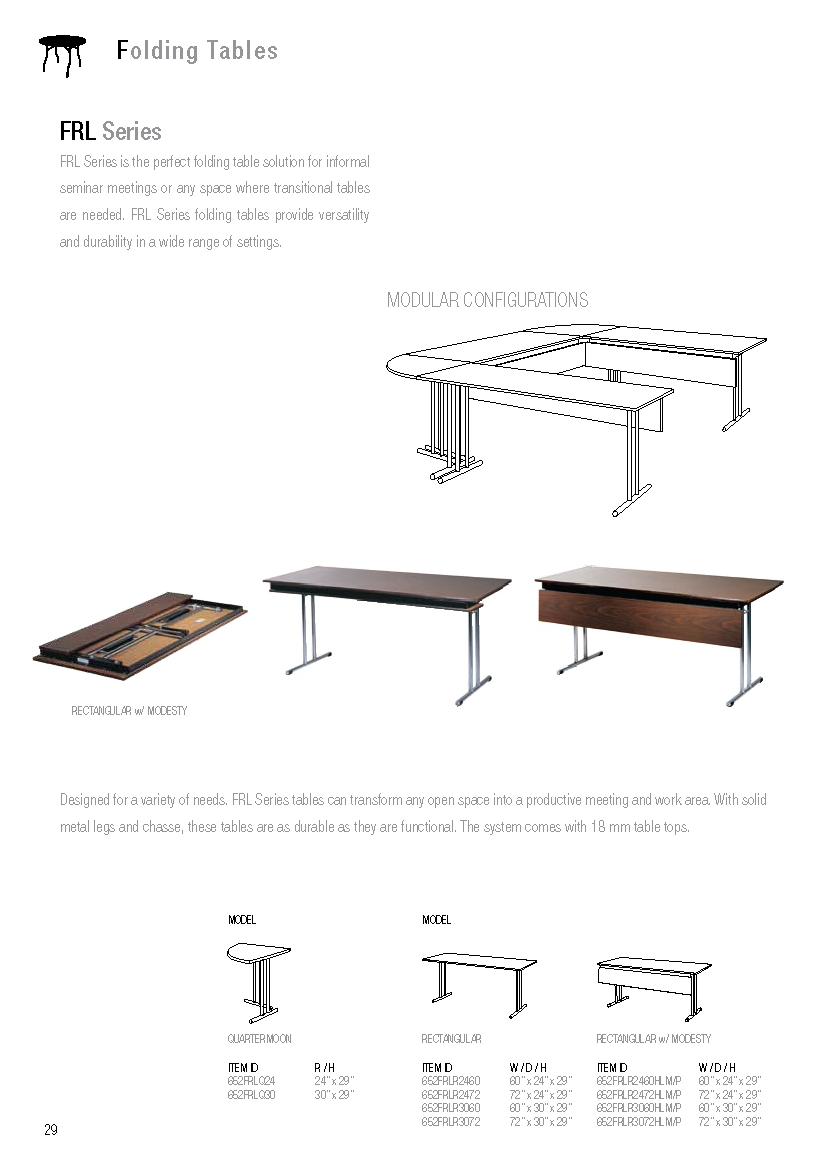 Folding Tables
FRL Series
FRL Series is the perfect folding table solution for informal
seminar meetings or any space where transitional tables
are needed. FRL Series folding tables provide versatility
and durability in a wide range of settings.
MODULAR CONFIGURATIONS
RECTANGULAR w/ MODESTY
Designed for a variety of needs. FRL Series tables can transform any open space into a productive meeting and work area. With solid
metal legs and chasse, these tables are as durable as they are functional. The system comes with 18 mm table tops.
MODEL
QUARTER MOON
ITEM ID R / H
652FRLQ24 24" x 29"
652FRLQ30 30" x 29"
MODEL
RECTANGULAR
ITEM ID W / D / H
652FRLR2460 60" x 24" x 29"
652FRLR2472 72" x 24" x 29"
652FRLR3060 60" x 30" x 29"
652FRLR3072 72" x 30" x 29"
RECTANGULAR w/ MODESTY
ITEM ID W / D / H
652FRLR2460HLM/P 60" x 24" x 29"
652FRLR2472HLM/P 72" x 24" x 29"
652FRLR3060HLM/P 60" x 30" x 29"
652FRLR3072HLM/P 72" x 30" x 29"
29